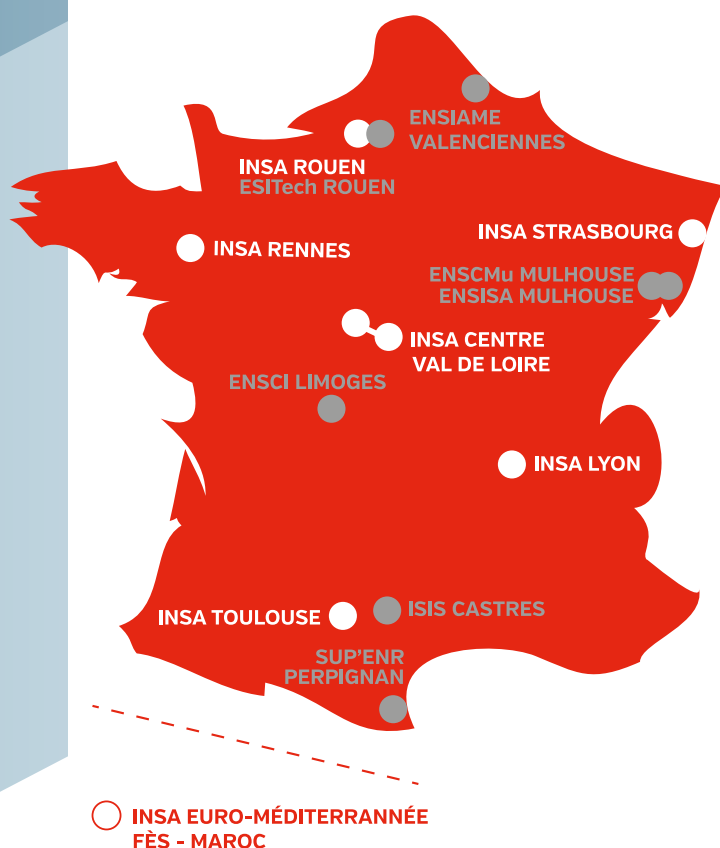 ENSIAME
VALENCIENNES
INSA ROUEN
ESITech ROUEN
INSA STRASBOURG
INSA RENNES
ENSCMu MULHOUSE
ENSISA MULHOUSE
INSA CENTRE
VAL DE LOIRE
ENSCI LIMOGES
INSA LYON
ISIS CASTRES
INSA TOULOUSE
SUP'ENR
PERPIGNAN
INSA EURO-MÉDITERRANNÉE
FÈS - MAROC